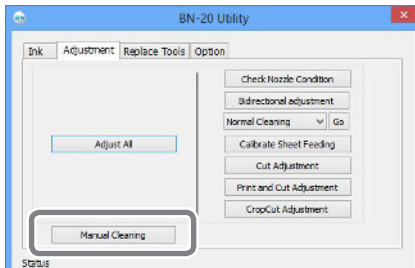 BN-20 Utility
Ink Adjustment Replace Tools Option
Check Nozzle Condition
Bidirectional adjustment
Normal Cleaning Go
Adjust All
Calibrate Sheet Feeding
Cut Adjustment
Print and Cut Adjustment
CropCut Adjustment
Manual Cleaning
Status